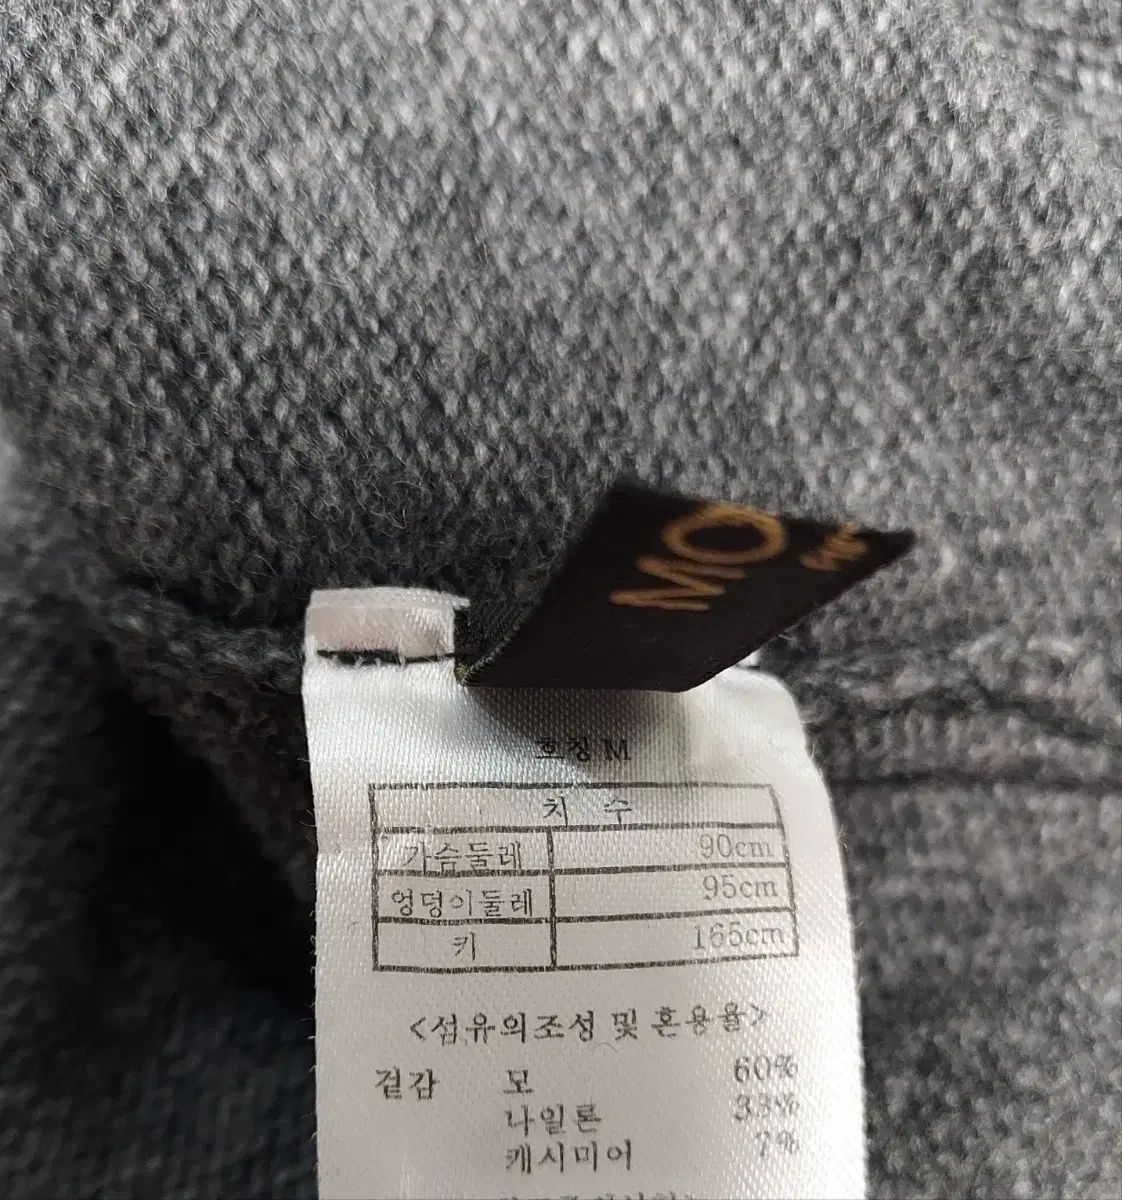 MO
호칭 M
치 수
가슴둘레 90cm
엉덩이둘레 95cm
키 165cm
<섬유의조성 및 혼용율>
겉감 모 60%
나일론 33%
캐시미어 7%